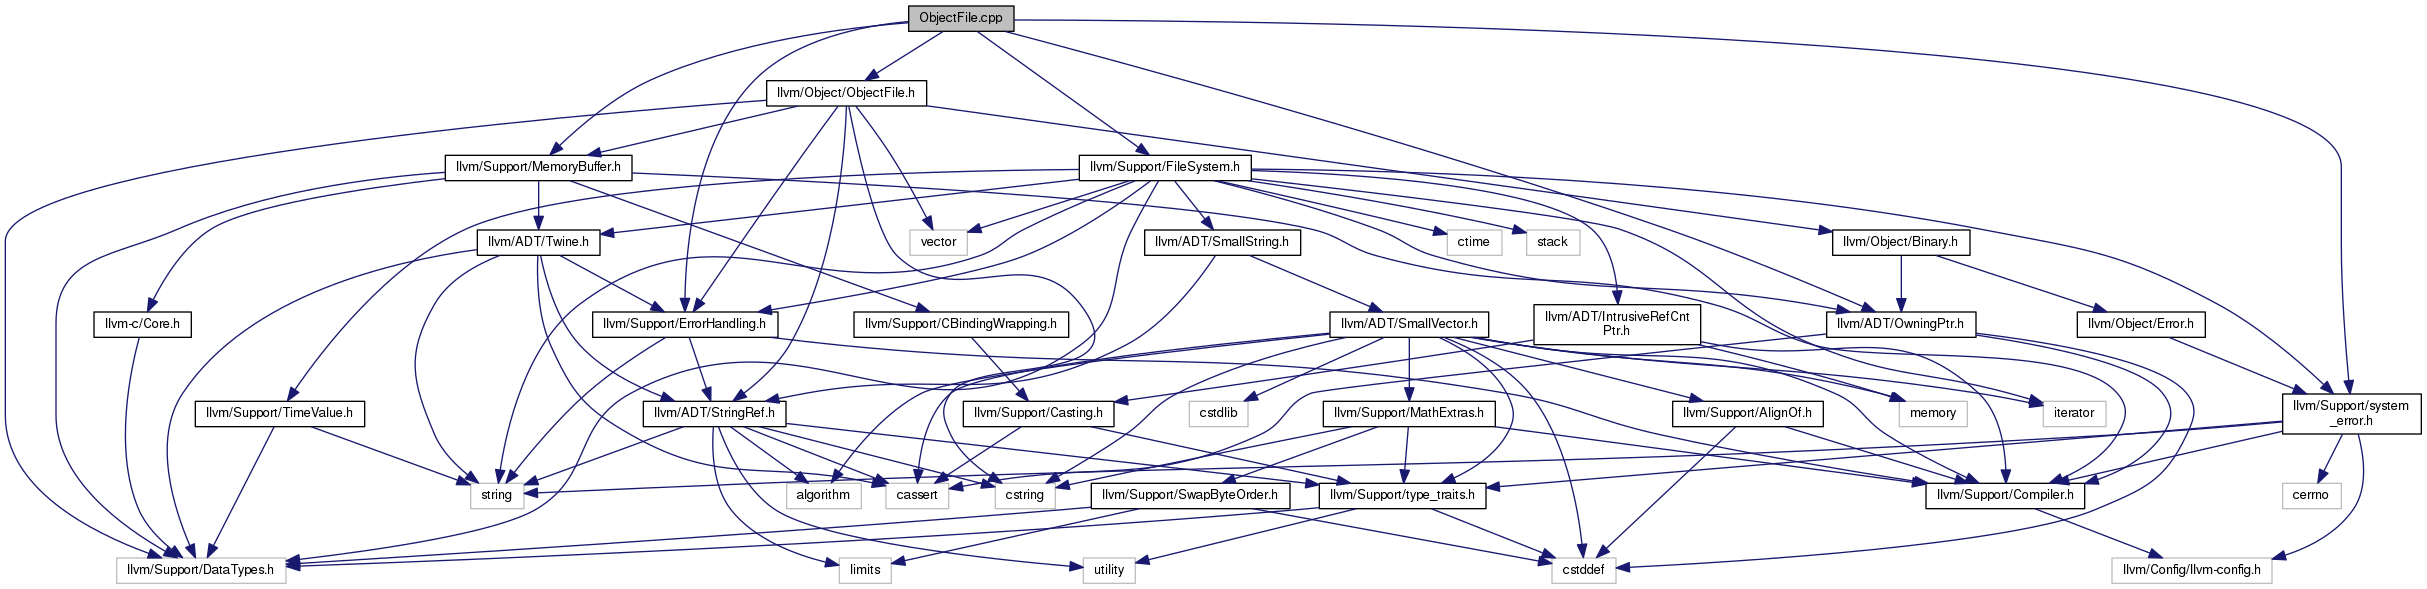 ObjectFile.cpp
llvm/Object/ObjectFile.h
llvm/Support/MemoryBuffer.h
llvm/Support/FileSystem.h
llvm/ADT/Twine.h
vector
llvm/ADT/SmallString.h
ctime
stack
llvm/Object/Binary.h
llvm-c/Core.h
llvm/Support/ErrorHandling.h
llvm/Support/CBindingWrapping.h
llvm/ADT/SmallVector.h
llvm/ADT/IntrusiveRefCnt
Ptr.h
llvm/ADT/OwningPtr.h
llvm/Object/Error.h
llvm/Support/TimeValue.h
llvm/ADT/StringRef.h
llvm/Support/Casting.h
cstdlib
llvm/Support/MathExtras.h
llvm/Support/AlignOf.h
memory
iterator
llvm/Support/system
_error.h
string
algorithm
cassert
cstring
llvm/Support/SwapByteOrder.h
llvm/Support/type_traits.h
llvm/Support/Compiler.h
cerrno
llvm/Support/DataTypes.h
limits
utility
cstddef
llvm/Config/llvm-config.h